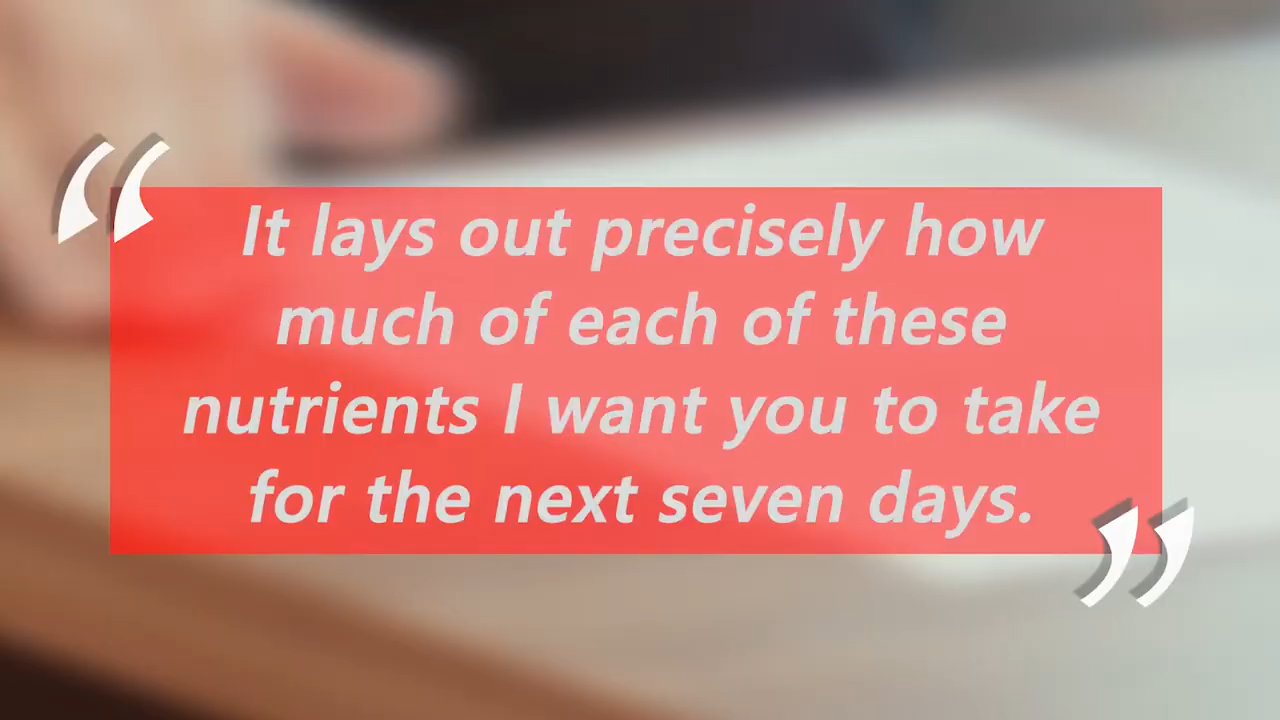 “It lays out precisely how
much of each of these
nutrients I want you to take
for the next seven days.”